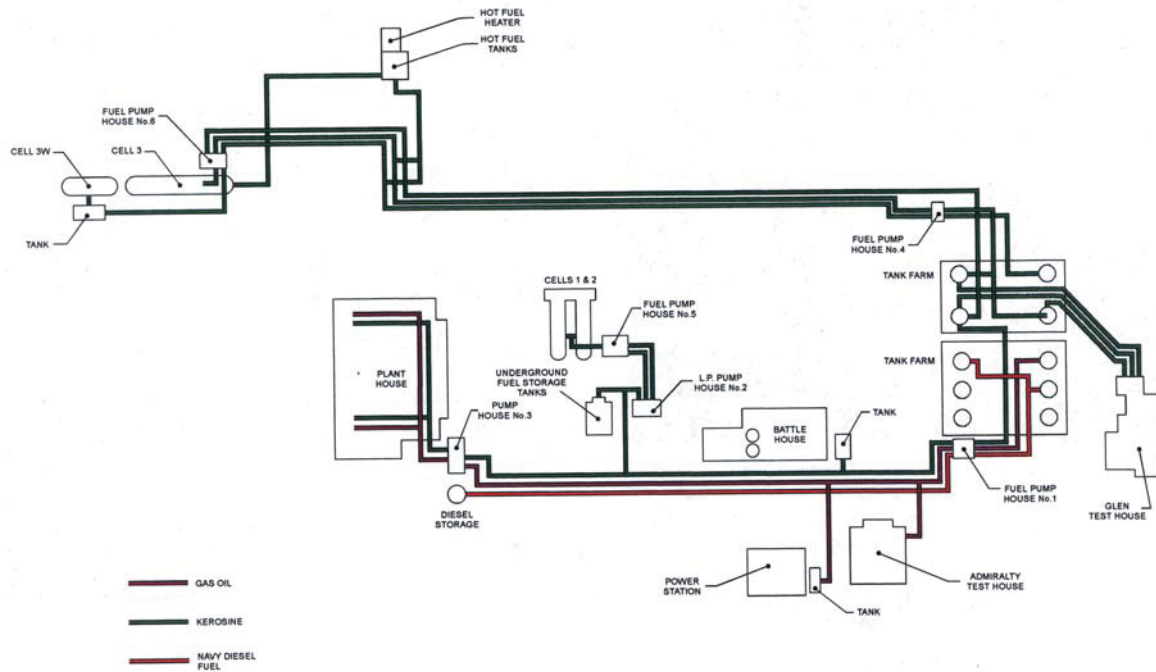 HOT FUEL
HEATER
HOT FUEL
TANKS
FUEL PUMP
HOUSE No.6
CELL 3W
CELL 3
TANK
FUEL PUMP
HOUSE No.4
TANK FARM
CELLS 1 & 2
FUEL PUMP
HOUSE No.5
UNDERGROUND
FUEL STORAGE
TANKS
L.P. PUMP
HOUSE No.2
PLANT
HOUSE
PUMP
HOUSE No.3
TANK FARM
BATTLE
HOUSE
TANK
FUEL PUMP
HOUSE No.1
GLEN
TEST HOUSE
DIESEL
STORAGE
POWER
STATION
TANK
ADMIRALTY
TEST HOUSE
GAS OIL
KEROSINE
NAVY DIESEL
FUEL